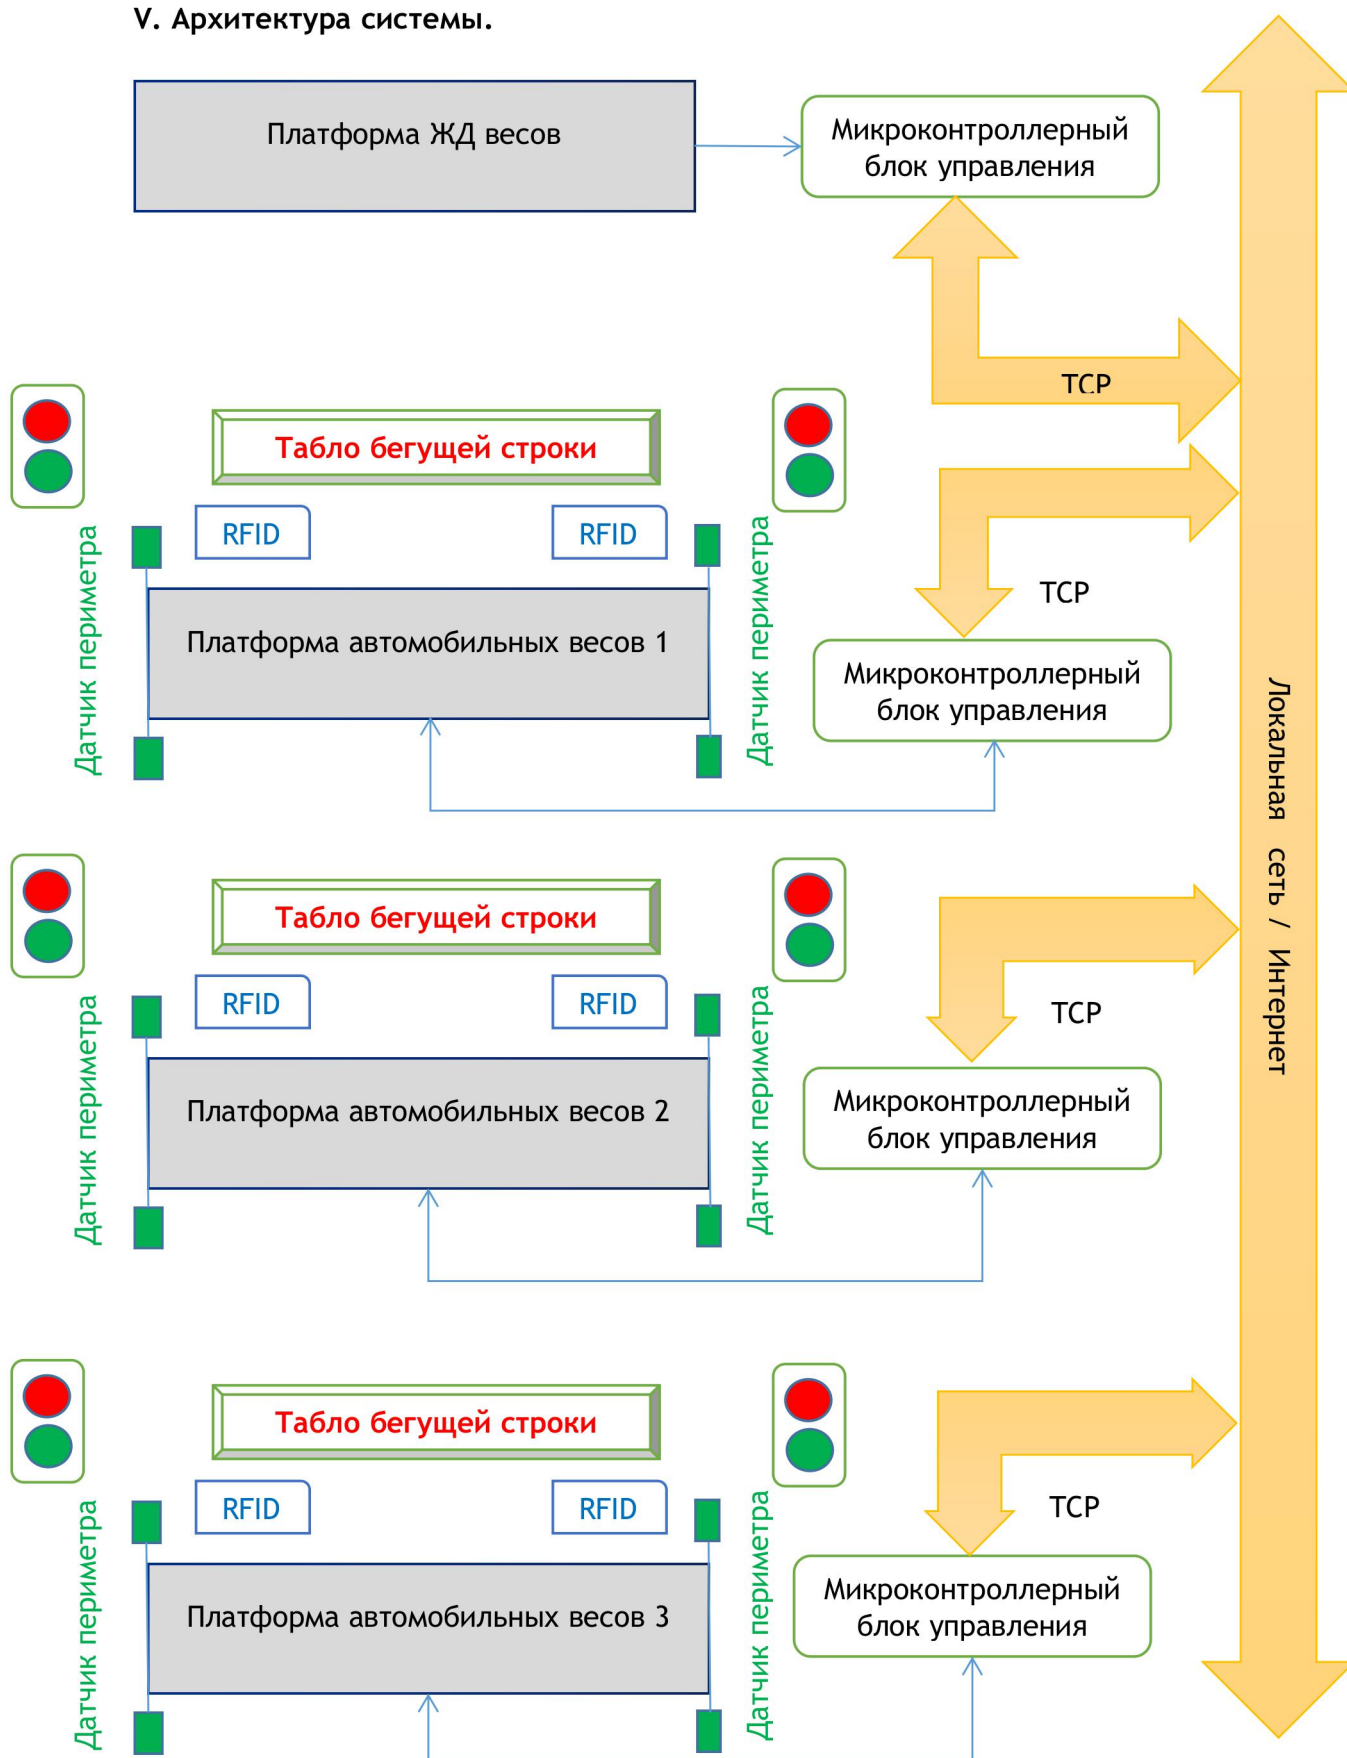 V. Архитектура системы.
Платформа ЖД весов
Микроконтроллерный
блок управления
TCP
Табло бегущей строки
RFID
RFID
Датчик периметра
Датчик периметра
Платформа автомобильных весов 1
TCP
Микроконтроллерный
блок управления
Локальная сеть / Интернет
Табло бегущей строки
RFID
RFID
Датчик периметра
Датчик периметра
Платформа автомобильных весов 2
TCP
Микроконтроллерный
блок управления
Табло бегущей строки
RFID
RFID
Датчик периметра
Датчик периметра
Платформа автомобильных весов 3
TCP
Микроконтроллерный
блок управления